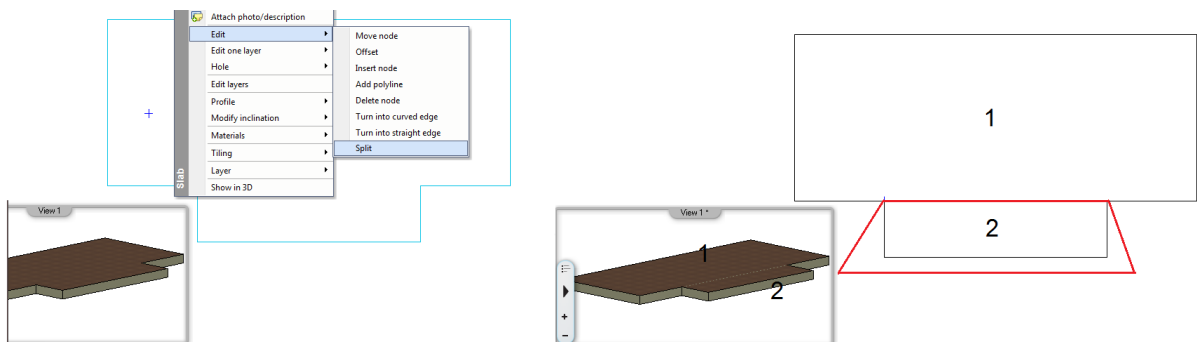 Attach photo/description
Edit
Edit one layer
Hole
Edit layers
Profile
Modify inclination
Materials
Tiling
Layer
Show in 3D
Slab
Move node
Offset
Insert node
Add polyline
Delete node
Turn into curved edge
Turn into straight edge
Split
View 1
View 1 *
1
2
1
2